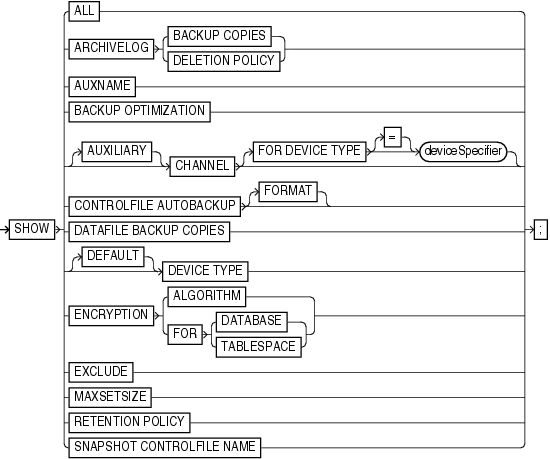 ALL
BACKUP COPIES
ARCHIVELOG
DELETION POLICY
AUXNAME
BACKUP OPTIMIZATION
=
AUXILIARY FOR DEVICE TYPE deviceSpecifier
CHANNEL
FORMAT
CONTROLFILE AUTOBACKUP
SHOW DATAFILE BACKUP COPIES ;
DEFAULT
DEVICE TYPE
ALGORITHM
ENCRYPTION DATABASE
FOR
TABLESPACE
EXCLUDE
MAXSETSIZE
RETENTION POLICY
SNAPSHOT CONTROLFILE NAME